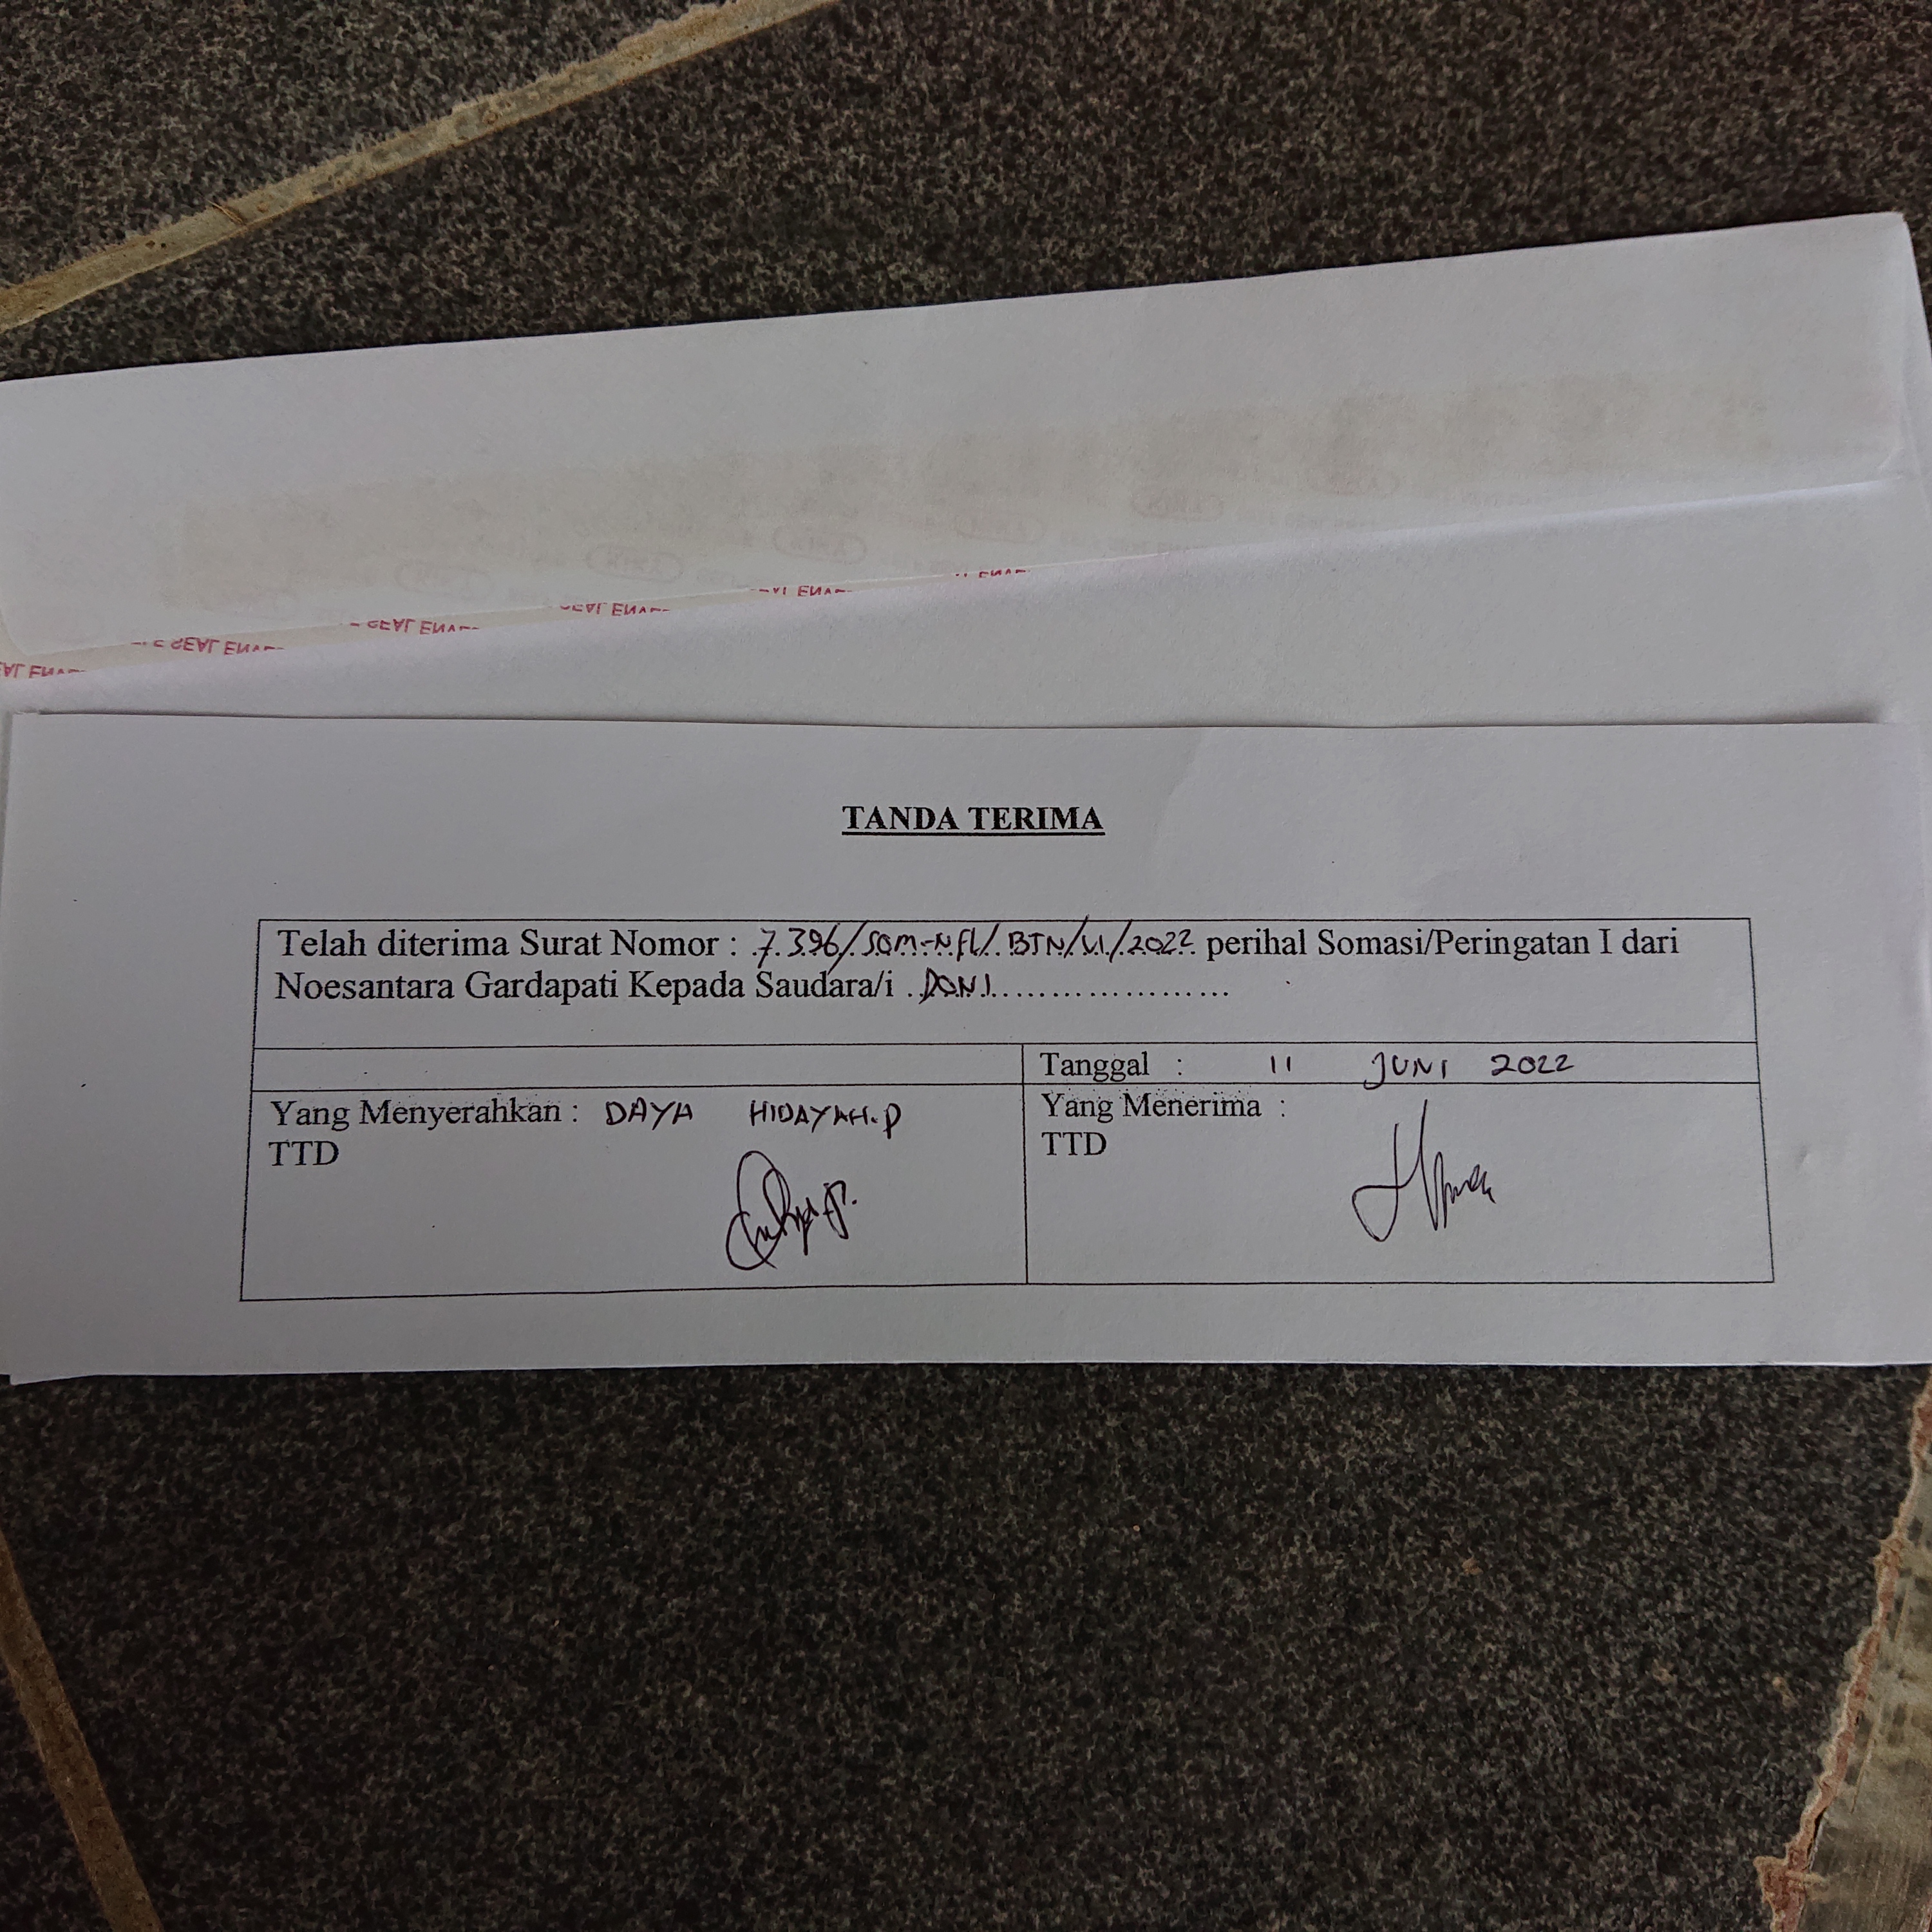 TANDA TERIMA
Telah diterima Surat Nomor : 7.396/SOM-NFL/BTN/VI/2022 perihal Somasi/Peringatan I dari
Noesantara Gardapati Kepada Saudara/i DONI
Tanggal : 11 JUNI 2022
Yang Menyerahkan : DAYA HIDAYAH.P
Yang Menerima :
TTD
TTD